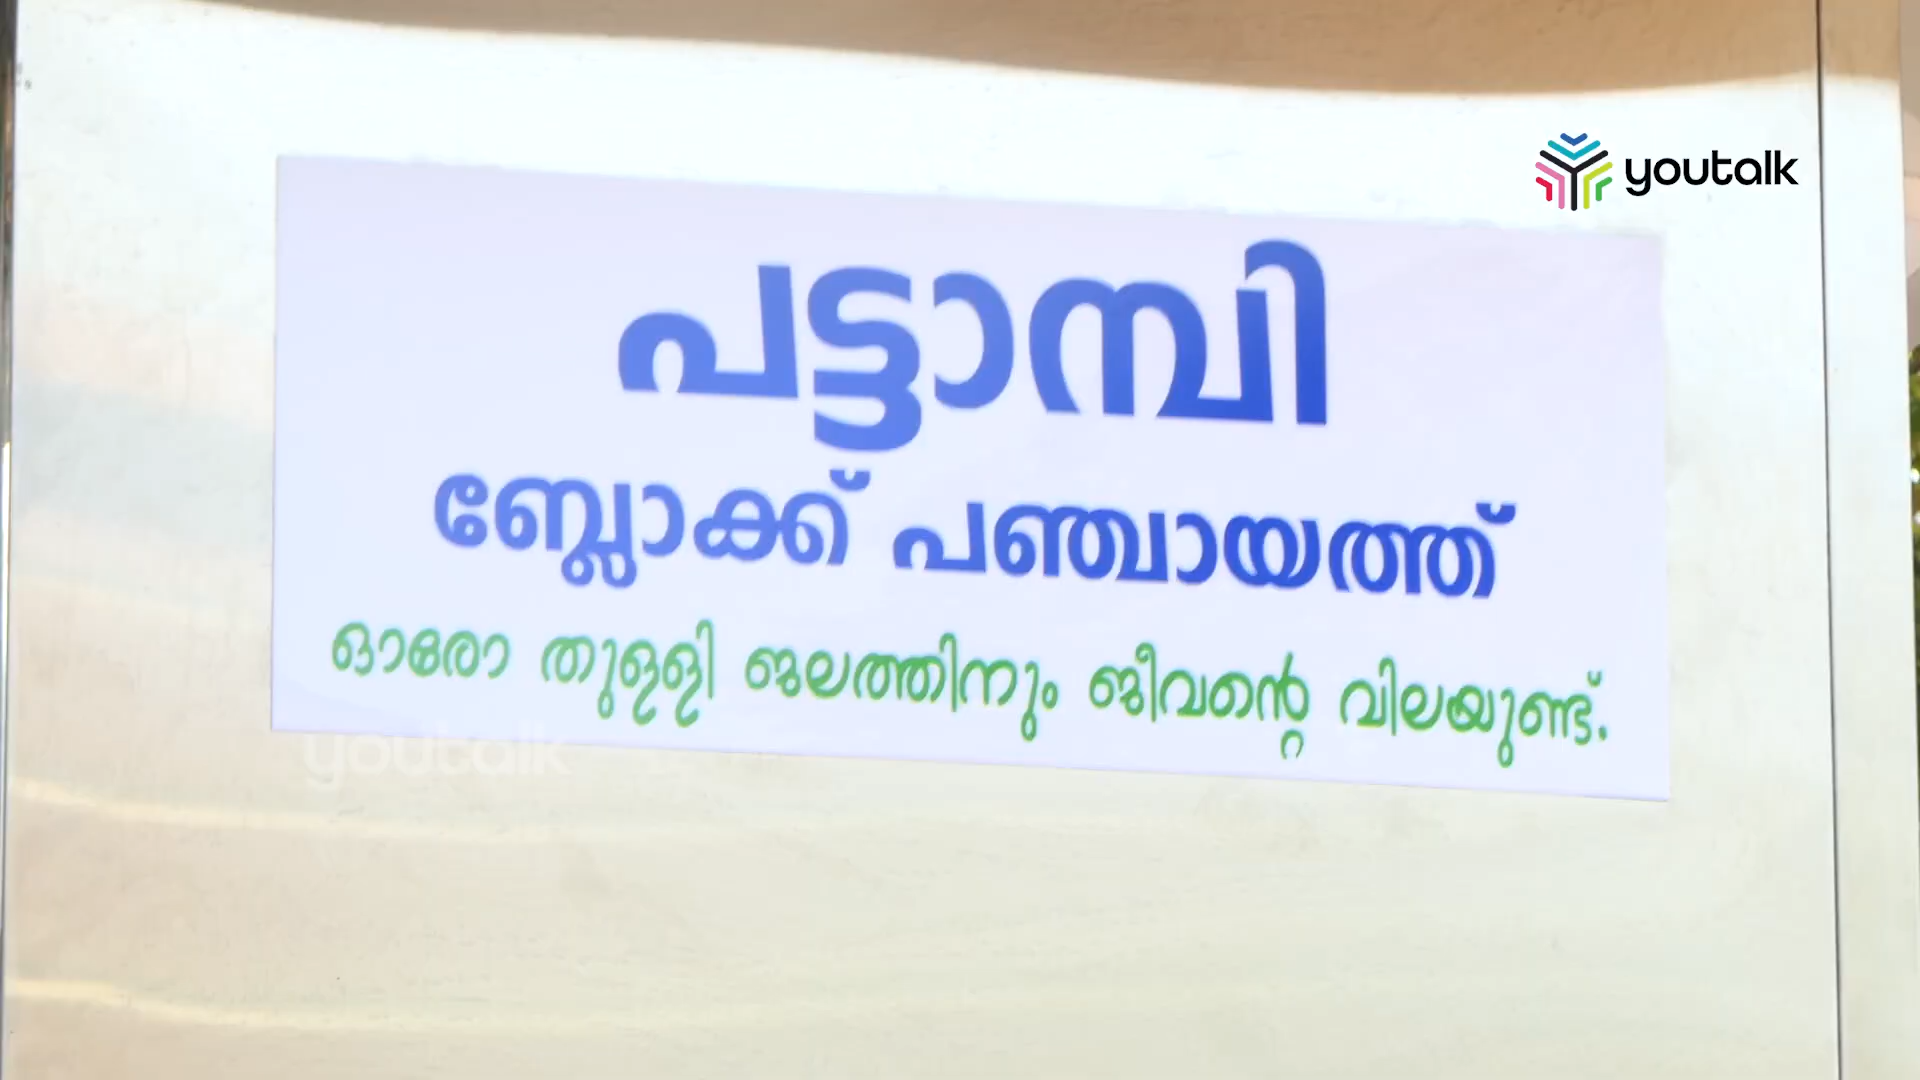 youtalk
പട്ടാമ്പി
ബ്ലോക്ക് പഞ്ചായത്ത്
ഓരോ തുള്ളി ജലത്തിനും ജീവന്റെ വിലയുണ്ട്.
youtalk